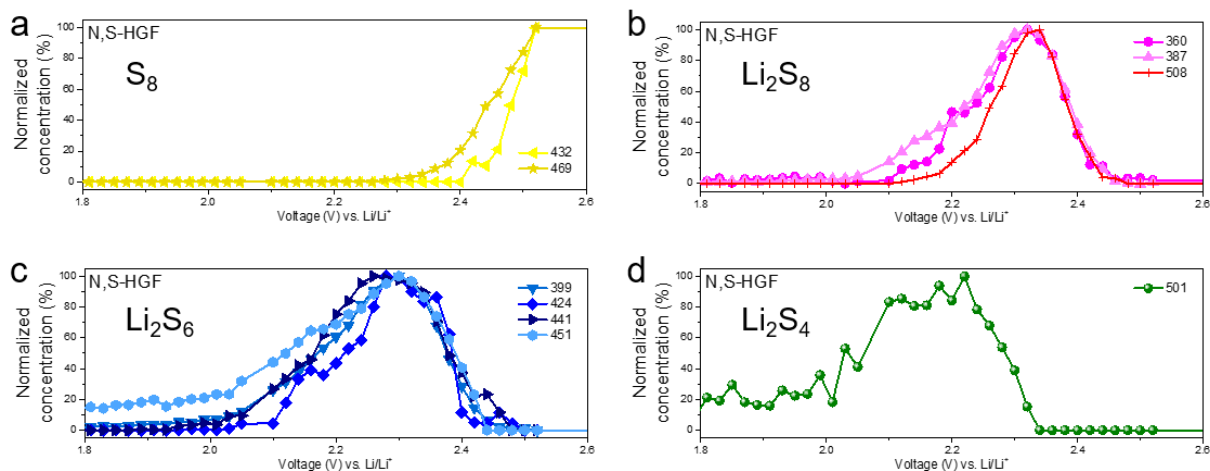 a
N,S-HGF
S₈
Normalized
concentration (%)
100
80
60
40
20
0
432
469
1.8
2.0
2.2
2.4
2.6
Voltage (V) vs. Li/Li⁺
b
N,S-HGF
Li₂S₈
Normalized
concentration (%)
100
80
60
40
20
0
360
387
508
1.8
2.0
2.2
2.4
2.6
Voltage (V) vs. Li/Li⁺
c
N,S-HGF
Li₂S₆
Normalized
concentration (%)
100
80
60
40
20
0
399
424
441
451
1.8
2.0
2.2
2.4
2.6
Voltage (V) vs. Li/Li⁺
d
N,S-HGF
Li₂S₄
Normalized
concentration (%)
100
80
60
40
20
0
501
1.8
2.0
2.2
2.4
2.6
Voltage (V) vs. Li/Li⁺